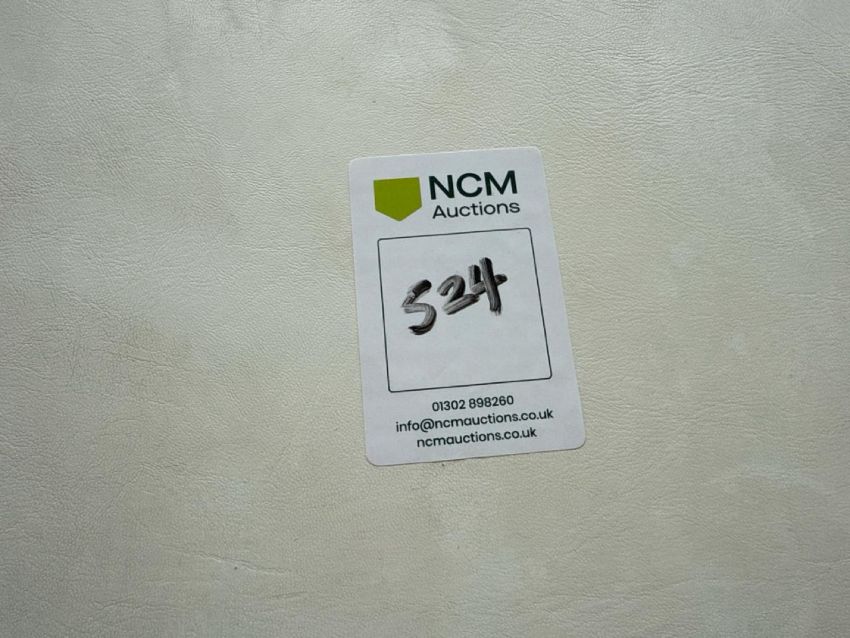 NCM
Auctions
524
01302 898260
info@ncmauctions.co.uk
ncmauctions.co.uk